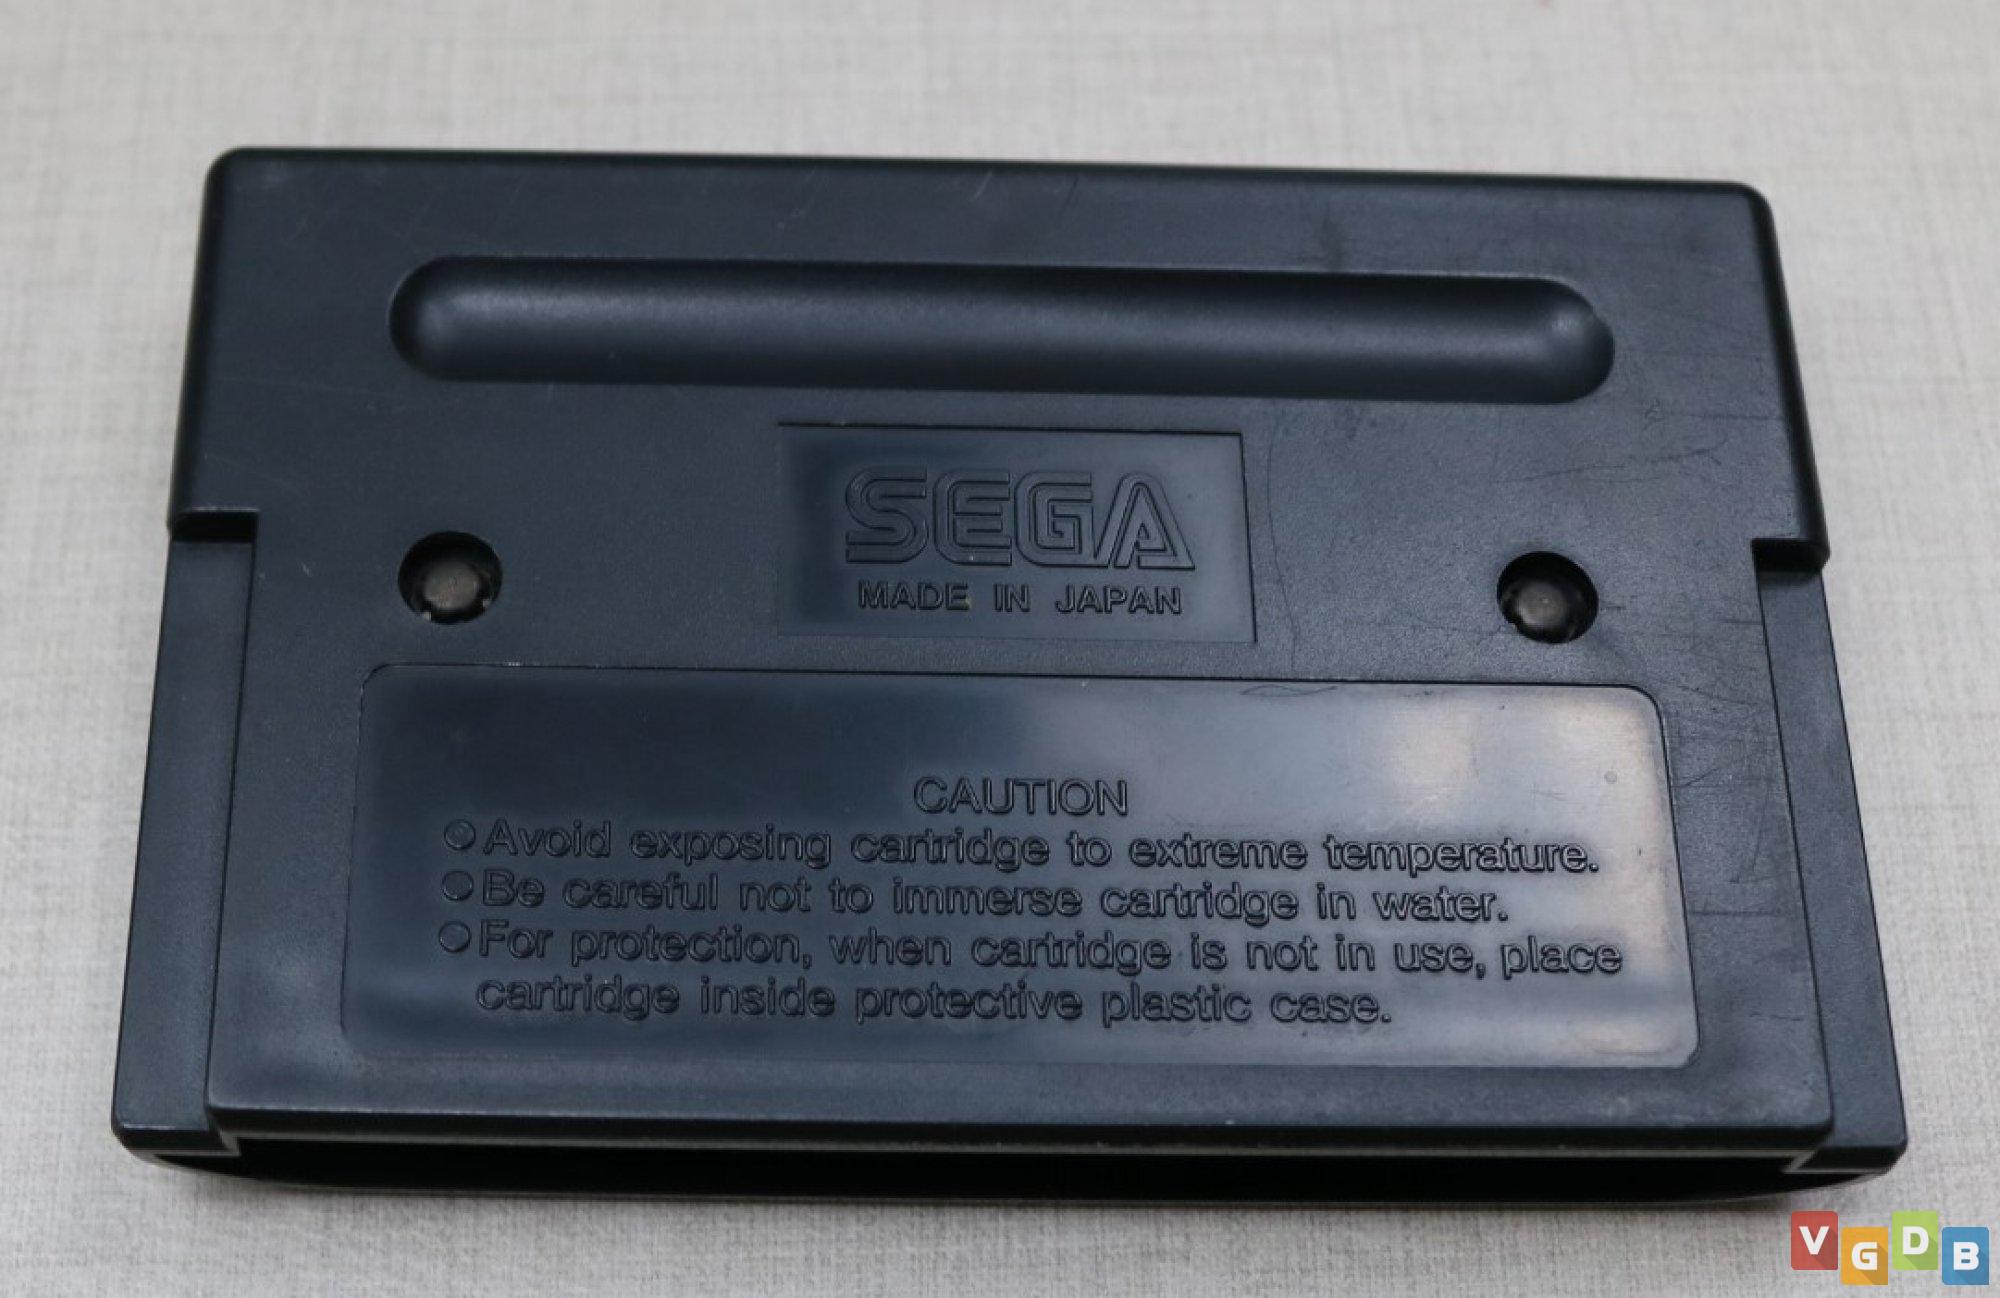 SEGA
MADE IN JAPAN
CAUTION
Avoid exposing cartridge to extreme temperature.
Be careful not to immerse cartridge in water.
For protection, when cartridge is not in use, place
cartridge inside protective plastic case.
VGDB